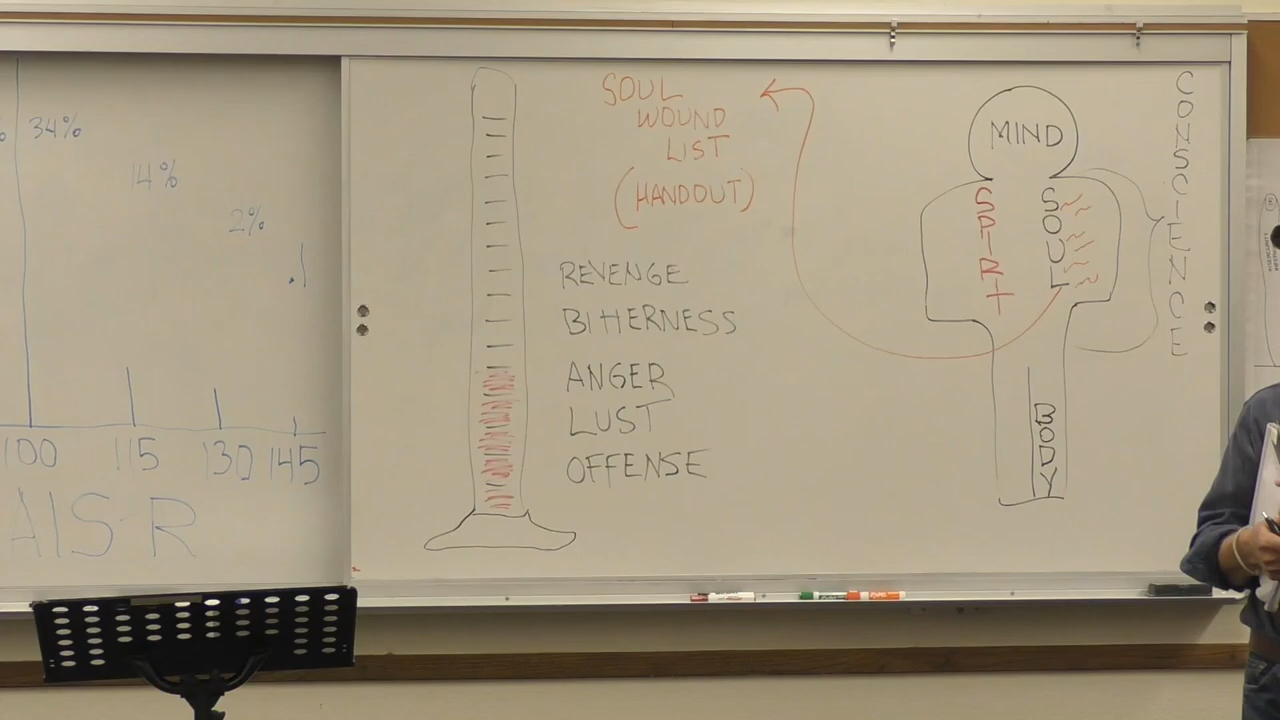 34%
14%
2%
.1
100 115 130 145
AIS-R
SOUL
WOUND
LIST
(HANDOUT)
REVENGE
BITTERNESS
ANGER
LUST
OFFENSE
MIND
SPIRIT
SOUL
BODY
CONSCIENCE